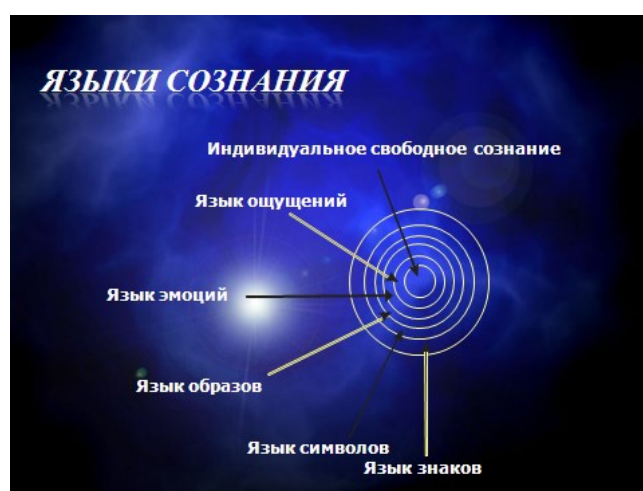 ЯЗЫКИ СОЗНАНИЯ
Индивидуальное свободное сознание
Язык ощущений
Язык эмоций
Язык образов
Язык символов
Язык знаков